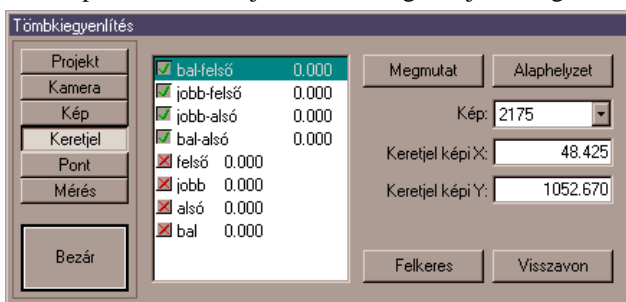 Tömbkiegyenlítés
Projekt
Kamera
Kép
Keretjel
Pont
Mérés
Bezár
bal-felső 0.000
jobb-felső 0.000
jobb-alsó 0.000
bal-alsó 0.000
felső 0.000
jobb 0.000
alsó 0.000
bal 0.000
Megmutat Alaphelyzet
Kép: 2175
Keretjel képi X: 48.425
Keretjel képi Y: 1052.670
Felkeres Visszavon